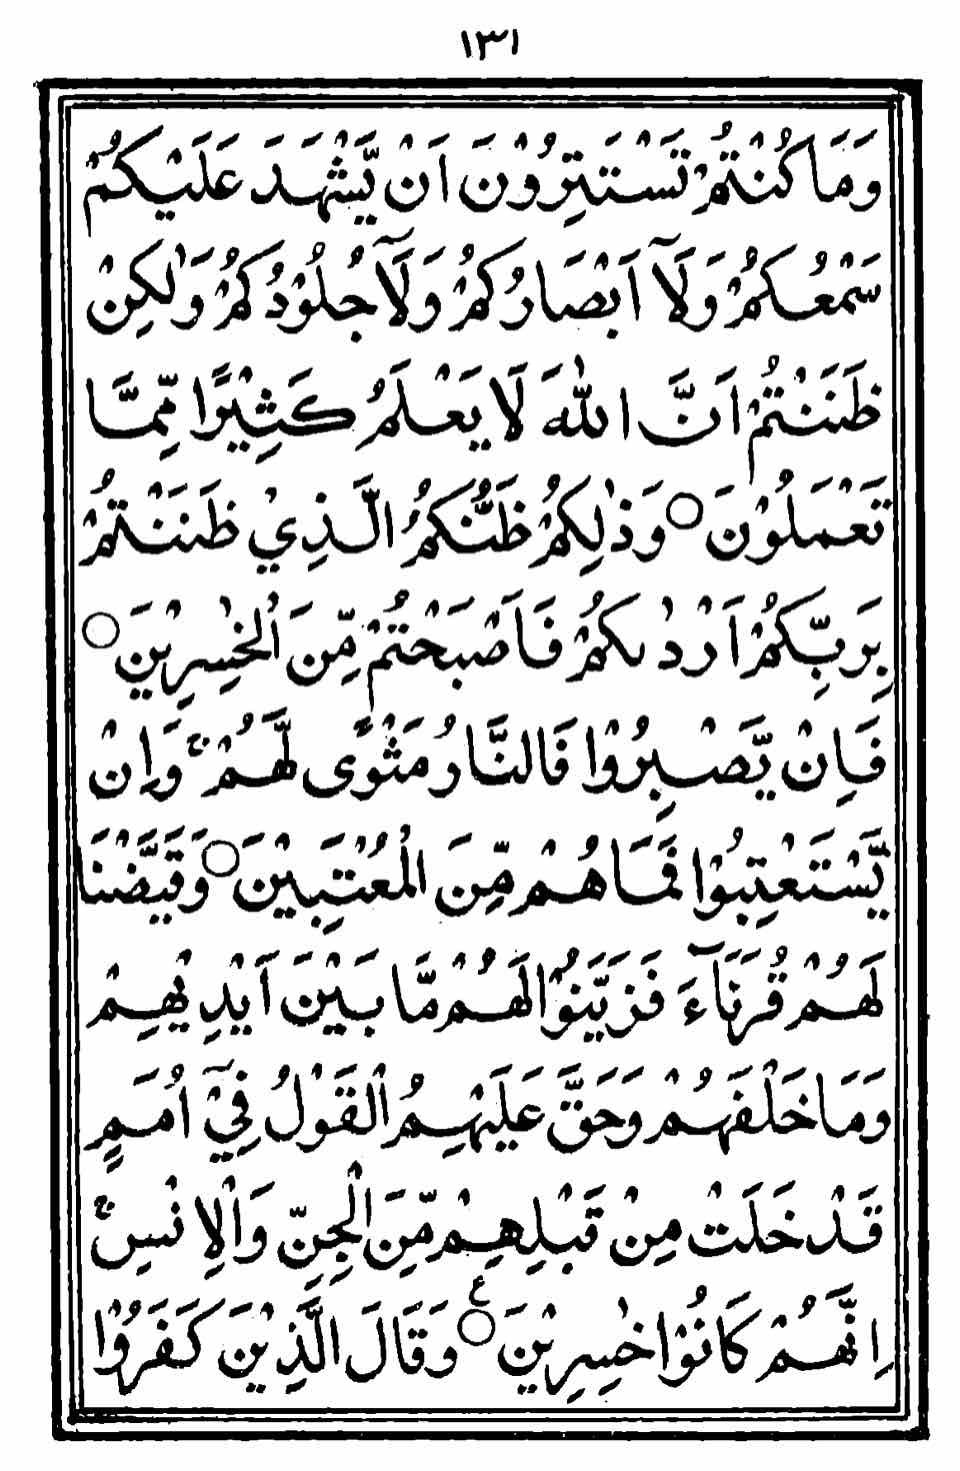 ١٣١
وَمَا كُنْتُمْ تَسْتَتِرُوْنَ اَنْ يَّشْهَدَ عَلَيْكُمْ
سَمْعُكُمْ وَلَآ اَبْصَارُكُمْ وَلَآ جُلُوْدُكُمْ وَلٰكِنْ
ظَنَنْتُمْ اَنَّ اللّٰهَ لَا يَعْلَمُ كَثِيْرًا مِّمَّا
تَعْمَلُوْنَ ○ وَذٰلِكُمْ ظَنُّكُمُ الَّذِيْ ظَنَنْتُمْ
بِرَبِّكُمْ اَرْدٰىكُمْ فَاَصْبَحْتُمْ مِّنَ الْخٰسِرِيْنَ ○
فَاِنْ يَّصْبِرُوْا فَالنَّارُ مَثْوًى لَّهُمْ ۚ وَاِنْ
يَّسْتَعْتِبُوْا فَمَا هُمْ مِّنَ الْمُعْتَبِيْنَ ○ وَقَيَّضْنَا
لَهُمْ قُرَنَآءَ فَزَيَّنُوْا لَهُمْ مَّا بَيْنَ اَيْدِيْهِمْ
وَمَا خَلْفَهُمْ وَحَقَّ عَلَيْهِمُ الْقَوْلُ فِيْٓ اُمَمٍ
قَدْ خَلَتْ مِنْ قَبْلِهِمْ مِّنَ الْجِنِّ وَالْاِنْسِ ۚ
اِنَّهُمْ كَانُوْا خٰسِرِيْنَ ○ ع وَقَالَ الَّذِيْنَ كَفَرُوْا